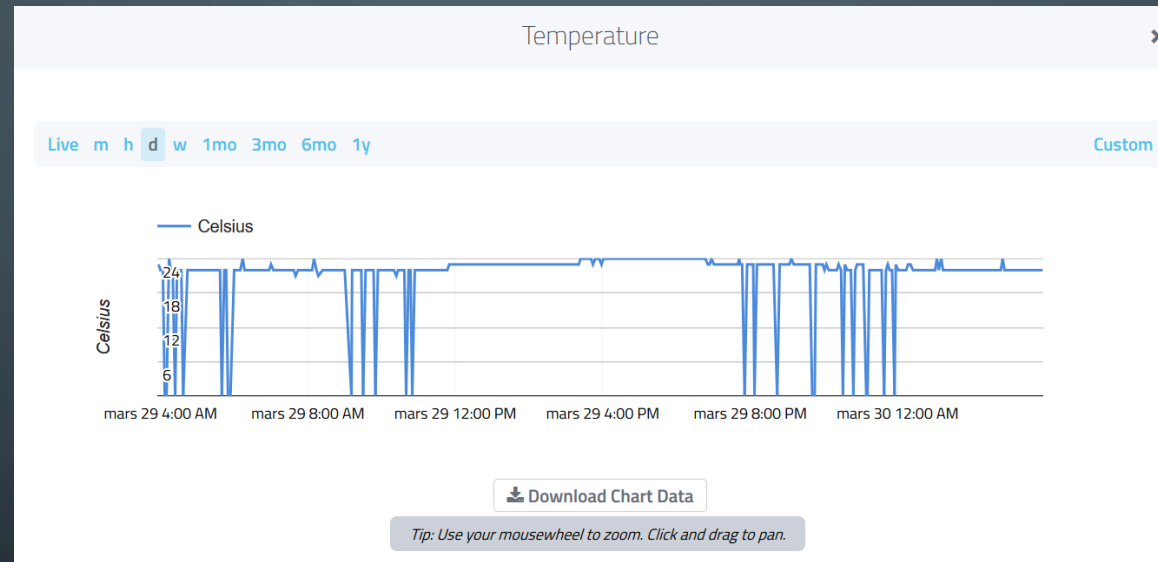 Temperature
Live m h d w 1mo 3mo 6mo 1y Custom
Celsius
24
18
12
6
Celsius
mars 29 4:00 AM mars 29 8:00 AM mars 29 12:00 PM mars 29 4:00 PM mars 29 8:00 PM mars 30 12:00 AM
Download Chart Data
Tip: Use your mousewheel to zoom. Click and drag to pan.